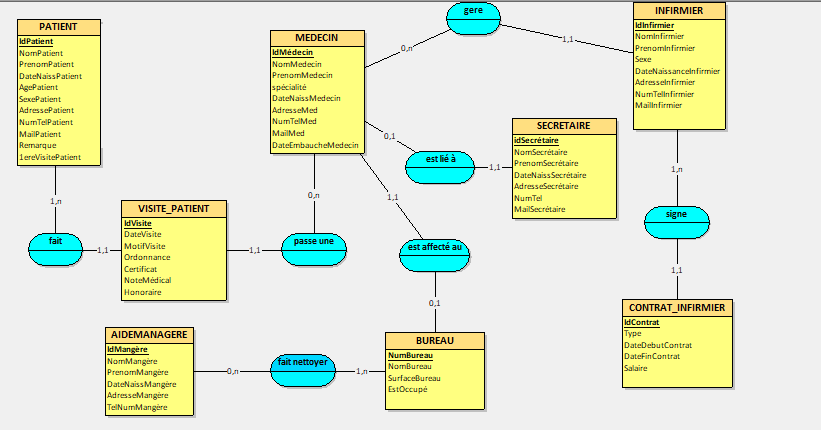 PATIENT
IdPatient
NomPatient
PrenomPatient
DateNaissPatient
AgePatient
SexePatient
AdressePatient
NumTelPatient
MailPatient
Remarque
1ereVisitePatient
1,n
fait
1,1
VISITE_PATIENT
IdVisite
DateVisite
MotifVisite
Ordonnance
Certificat
NoteMédical
Honoraire
1,1
passe une
0,n
MEDECIN
IdMédecin
NomMedecin
PrenomMedecin
spécialité
DateNaissMedecin
AdresseMed
NumTelMed
MailMed
DateEmbaucheMedecin
0,n
gere
1,1
INFIRMIER
IdInfirmier
NomInfirmier
PrenomInfirmier
Sexe
DateNaissanceInfirmier
AdresseInfirmier
NumTelInfirmier
MailInfirmier
0,1
est lié à
1,1
SECRETAIRE
idSecrétaire
NomSecrétaire
PrenomSecrétaire
DateNaissSecrétaire
AdresseSecrétaire
NumTel
MailSecrétaire
1,n
signe
1,1
CONTRAT_INFIRMIER
IdContrat
Type
DateDebutContrat
DateFinContrat
Salaire
1,1
est affecté au
0,1
BUREAU
NumBureau
NomBureau
SurfaceBureau
EstOccupé
1,n
fait nettoyer
0,n
AIDEMANAGERE
IdMangère
NomMangère
PrenomMangère
DateNaissMangère
AdresseMangère
TelNumMangère